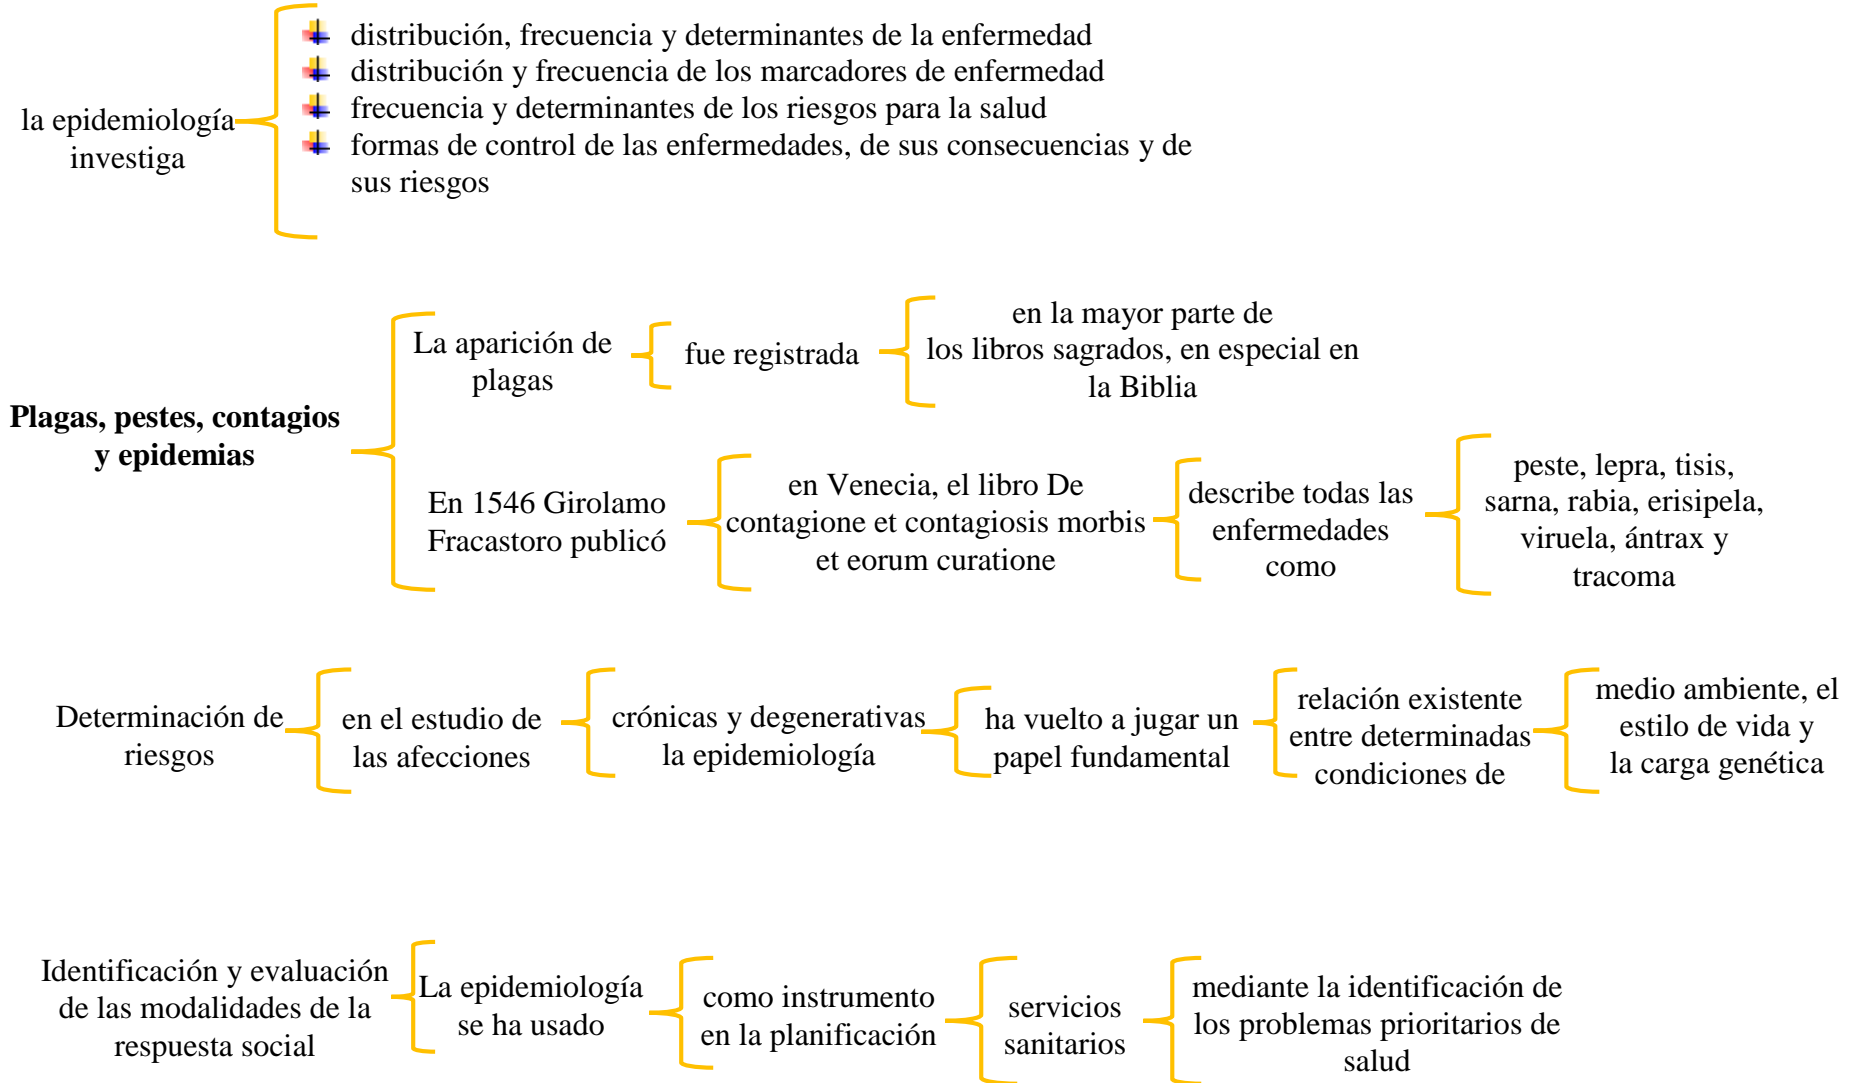 la epidemiología
investiga
distribución, frecuencia y determinantes de la enfermedad
distribución y frecuencia de los marcadores de enfermedad
frecuencia y determinantes de los riesgos para la salud
formas de control de las enfermedades, de sus consecuencias y de
sus riesgos
Plagas, pestes, contagios
y epidemias
La aparición de
plagas
fue registrada
en la mayor parte de
los libros sagrados, en especial en
la Biblia
En 1546 Girolamo
Fracastoro publicó
en Venecia, el libro De
contagione et contagiosis morbis
et eorum curatione
describe todas las
enfermedades
como
peste, lepra, tisis,
sarna, rabia, erisipela,
viruela, ántrax y
tracoma
Determinación de
riesgos
en el estudio de
las afecciones
crónicas y degenerativas
la epidemiología
ha vuelto a jugar un
papel fundamental
relación existente
entre determinadas
condiciones de
medio ambiente, el
estilo de vida y
la carga genética
Identificación y evaluación
de las modalidades de la
respuesta social
La epidemiología
se ha usado
como instrumento
en la planificación
servicios
sanitarios
mediante la identificación de
los problemas prioritarios de
salud